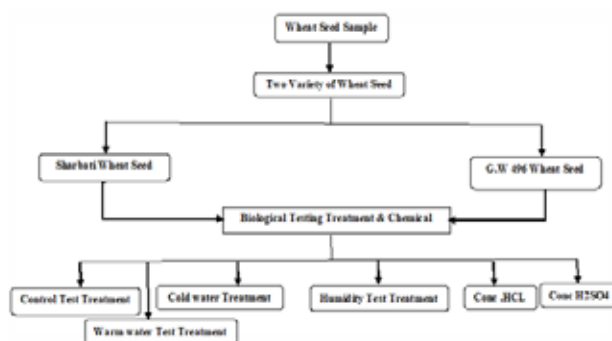 Wheat Seed Sample
Two Variety of Wheat Seed
Sharbati Wheat Seed
G.W 496 Wheat Seed
Biological Testing Treatment & Chemical
Control Test Treatment
Cold water Treatment
Humidity Test Treatment
Conc .HCL
Conc H2SO4
Warm water Test Treatment